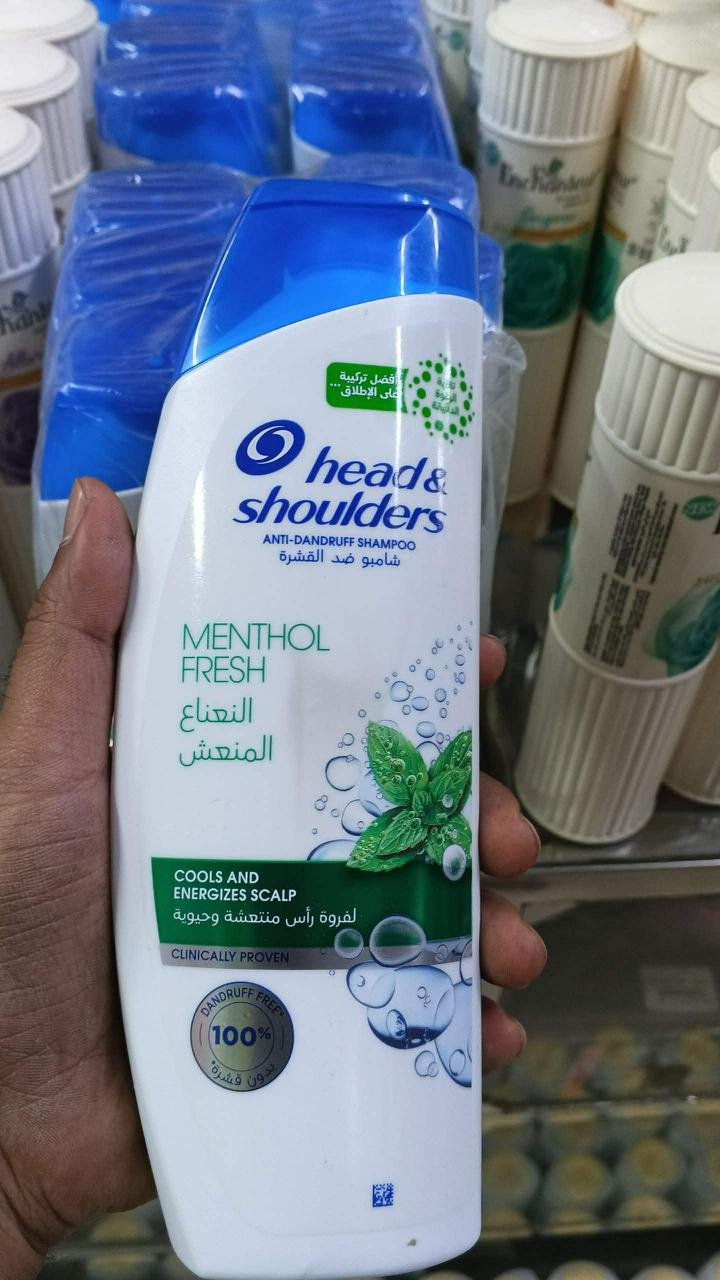 أفضل تركيبة
على الإطلاق...
head &
shoulders
ANTI-DANDRUFF SHAMPOO
شامبو ضد القشرة
MENTHOL
FRESH
النعناع
المنعش
COOLS AND
ENERGIZES SCALP
لفروة رأس منتعشة وحيوية
CLINICALLY PROVEN
DANDRUFF FREE*
100%
بدون قشرة*
Enchanteur